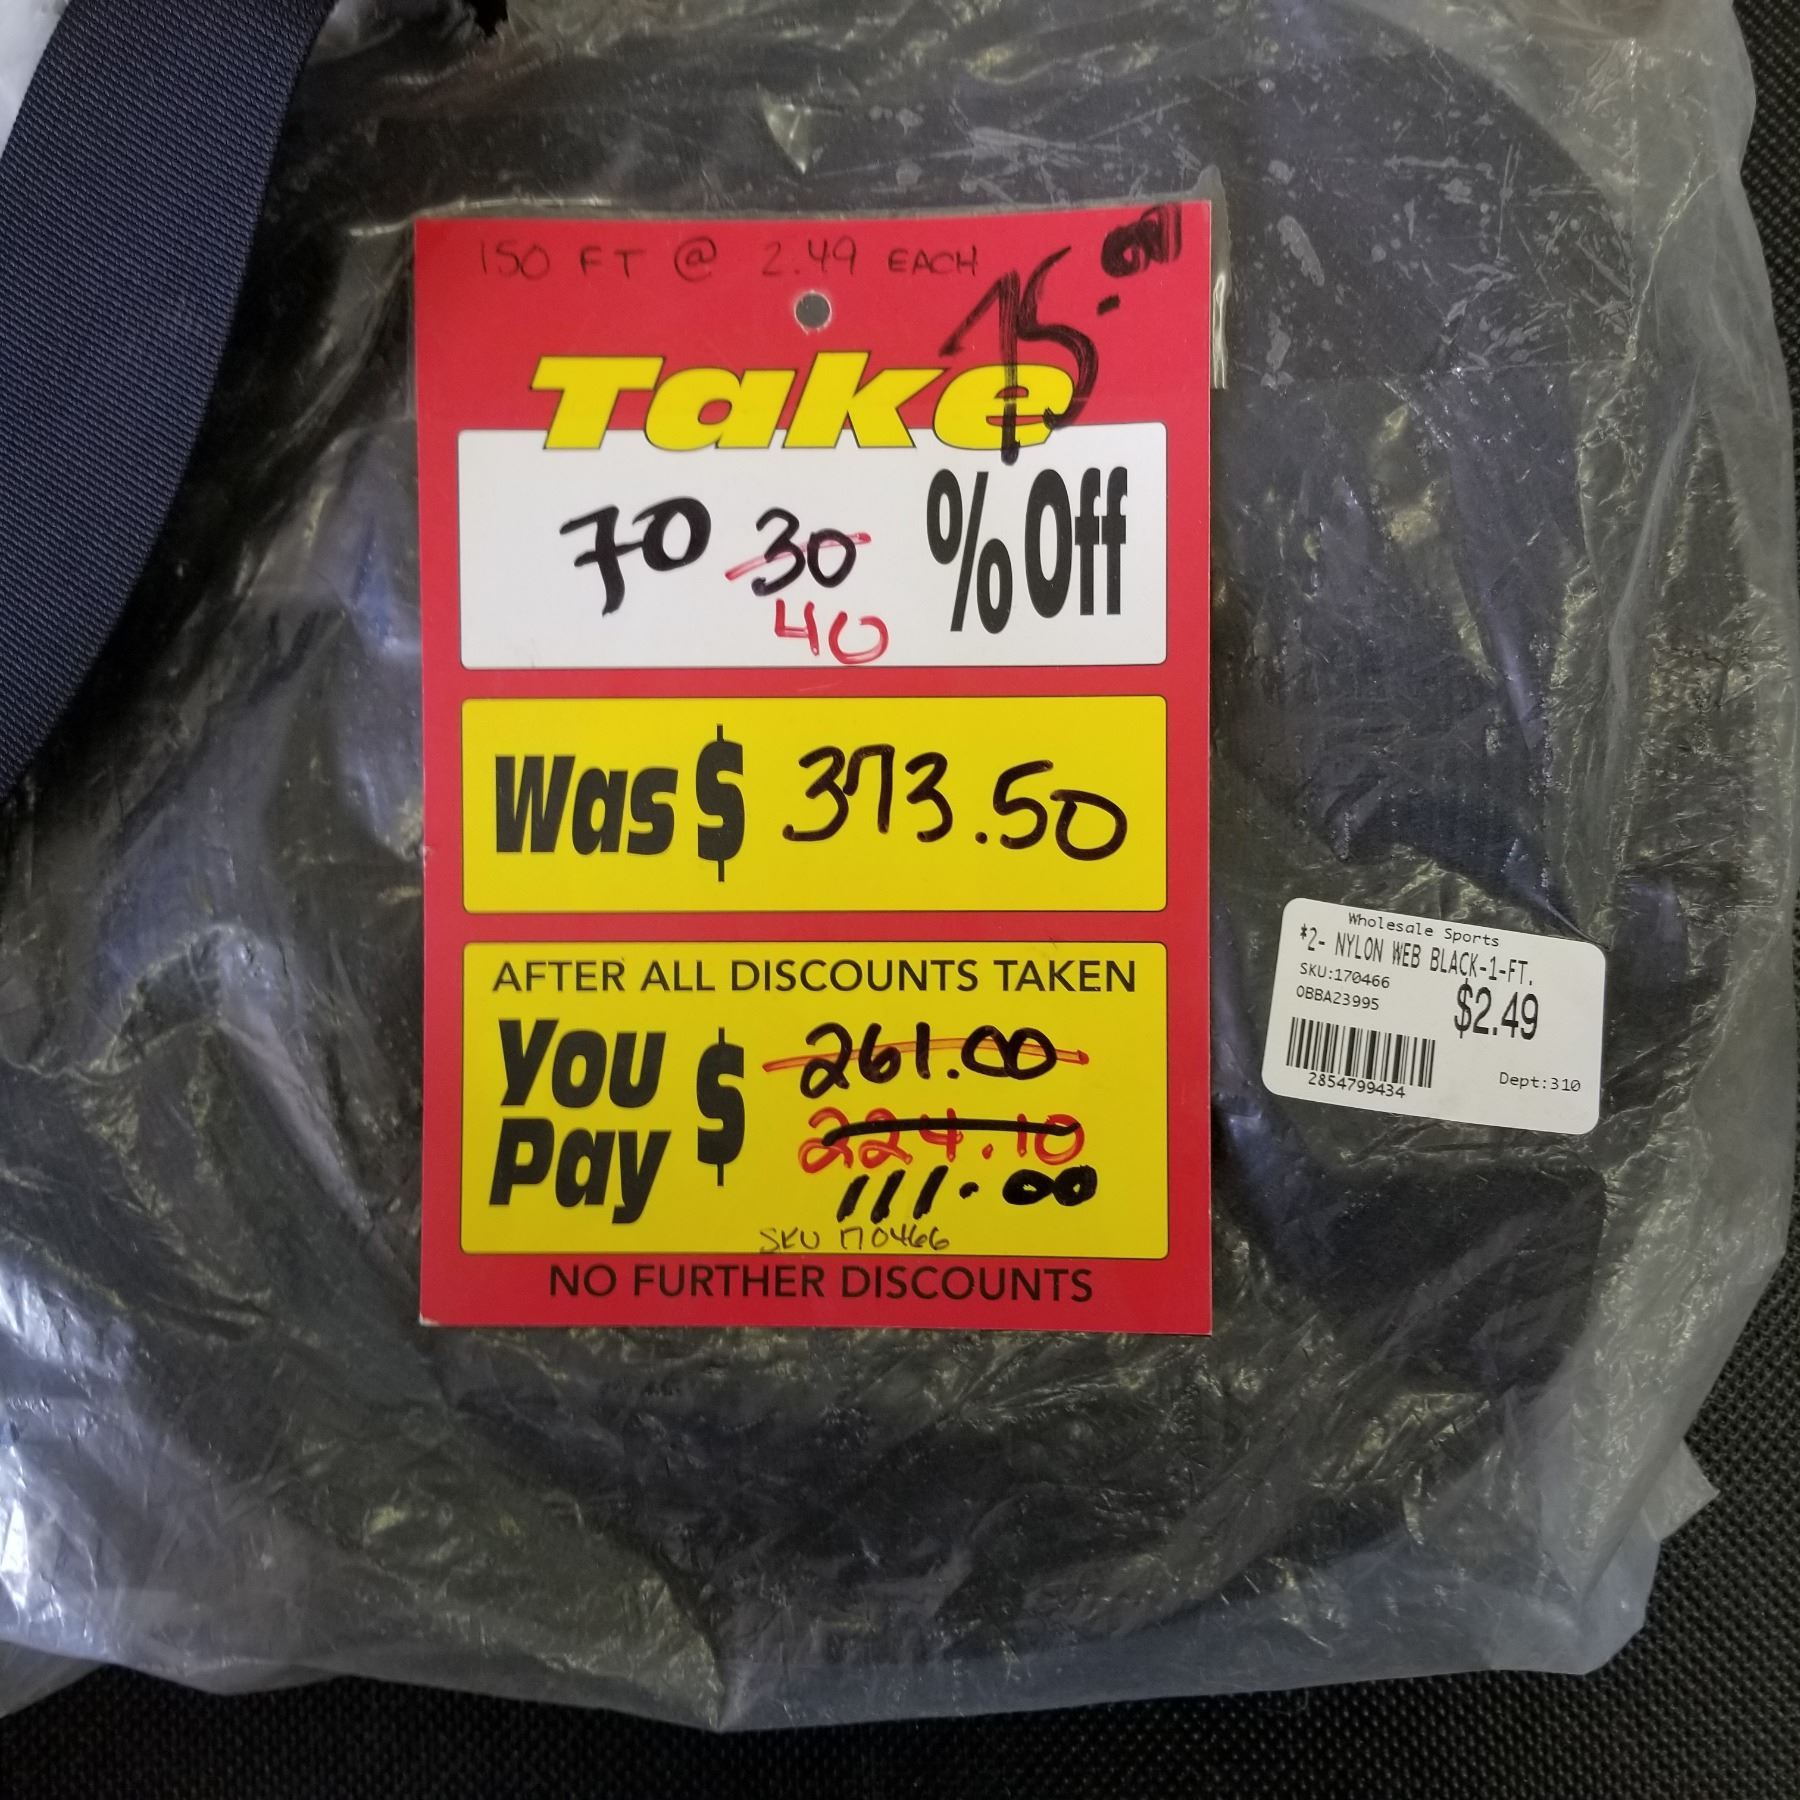 150 FT @ 2.49 EACH
75.00
Take
70 30 % Off
40
Was $ 373.50
AFTER ALL DISCOUNTS TAKEN
You Pay $ 261.00
224.10
111.00
SKU 170466
NO FURTHER DISCOUNTS
Wholesale Sports
*2- NYLON WEB BLACK-1-FT.
SKU:170466
OBBA23995
$2.49
2854799434
Dept:310